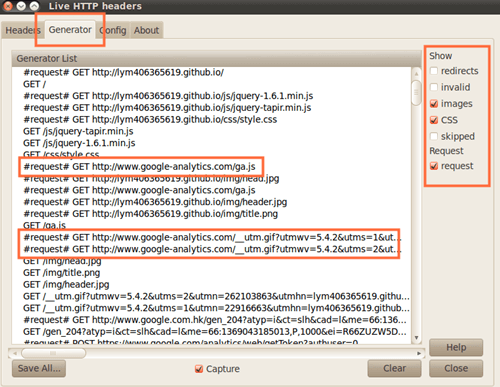 Live HTTP headers
Headers Generator Config About
Generator List
#request# GET http://lym406365619.github.io/
GET /
#request# GET http://lym406365619.github.io/js/jquery-1.6.1.min.js
#request# GET http://lym406365619.github.io/js/jquery-tapir.min.js
#request# GET http://lym406365619.github.io/css/style.css
GET /js/jquery-tapir.min.js
GET /js/jquery-1.6.1.min.js
GET /css/style.css
#request# GET http://www.google-analytics.com/ga.js
#request# GET http://lym406365619.github.io/img/head.jpg
#request# GET http://www.google-analytics.com/ga.js
#request# GET http://lym406365619.github.io/img/header.jpg
#request# GET http://lym406365619.github.io/img/title.png
GET /ga.js
#request# GET http://www.google-analytics.com/__utm.gif?utmwv=5.4.2&utms=1&ut...
#request# GET http://www.google-analytics.com/__utm.gif?utmwv=5.4.2&utms=2&ut...
GET /img/head.jpg
GET /img/title.png
GET /img/header.jpg
GET /__utm.gif?utmwv=5.4.2&utms=2&utmn=262103863&utmhn=lym406365619.githu...
GET /__utm.gif?utmwv=5.4.2&utms=1&utmn=22916663&utmhn=lym406365619.github...
#request# GET http://www.google.com.hk/gen_204?atyp=i&ct=slh&cad=l&me=66:136...
GET /gen_204?atyp=i&ct=slh&cad=l&me=66:1369043185013,P,1000&ei=R66ZUZW5D...
#request# POST https://www.google.com/analytics/web/getToken?authuser=0
Show
redirects
invalid
images
CSS
skipped
Request
request
Help
Save All...
Capture
Clear
Close